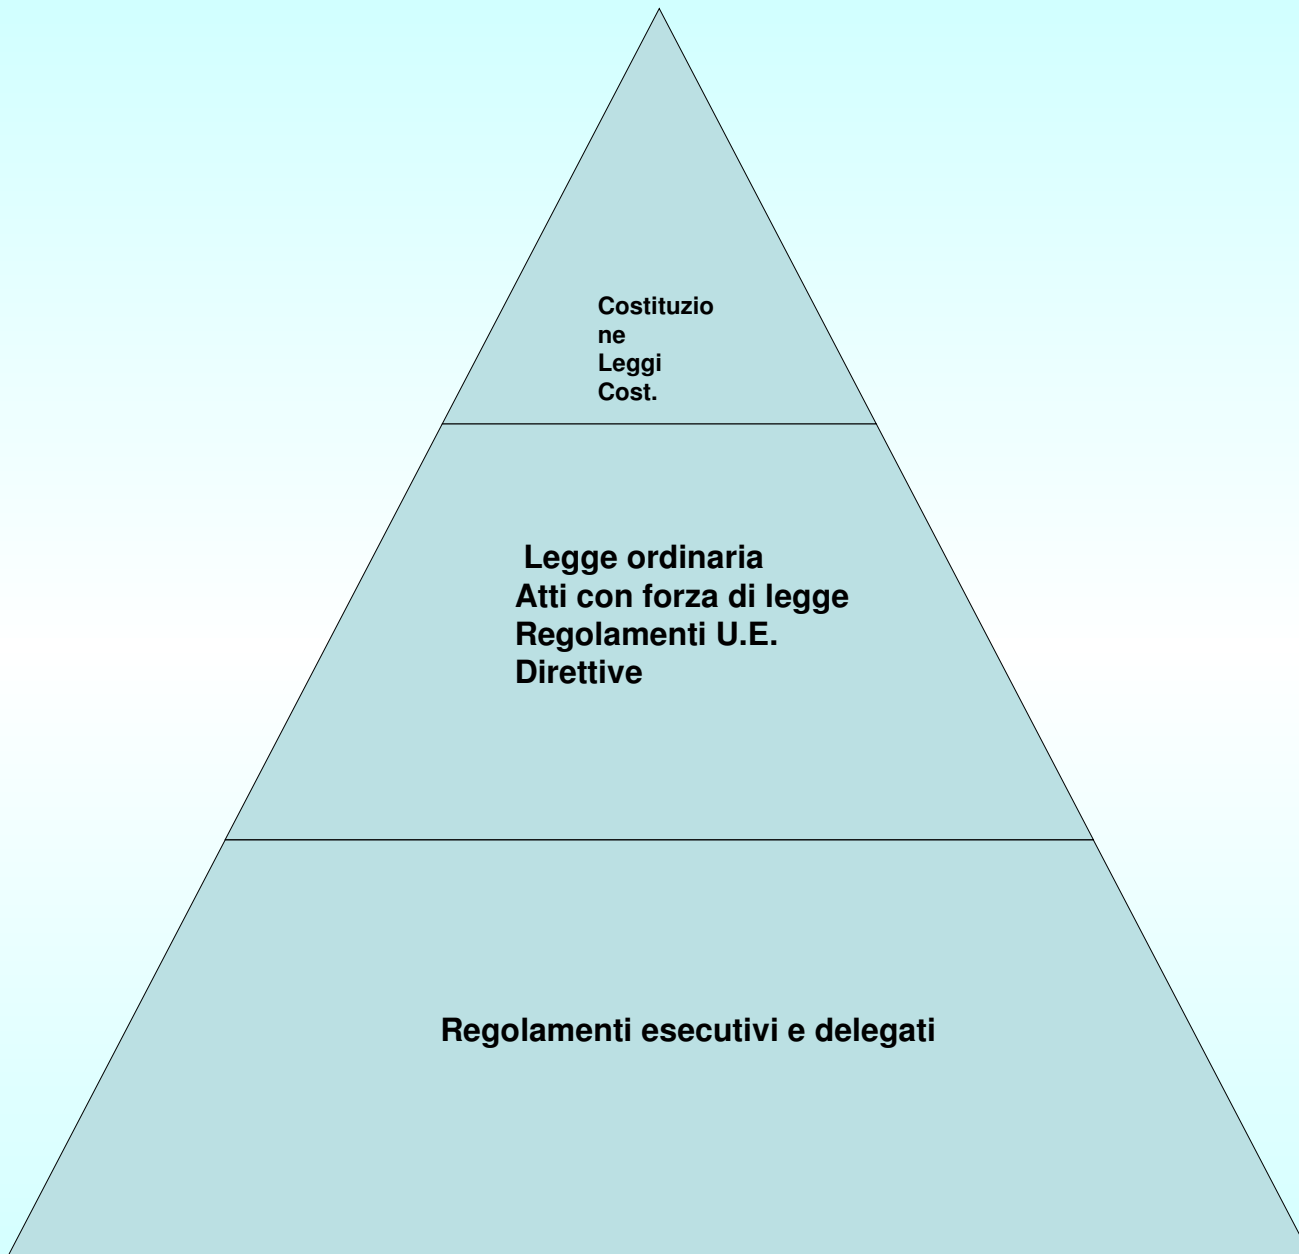 Costituzio
ne
Leggi
Cost.
Legge ordinaria
Atti con forza di legge
Regolamenti U.E.
Direttive
Regolamenti esecutivi e delegati